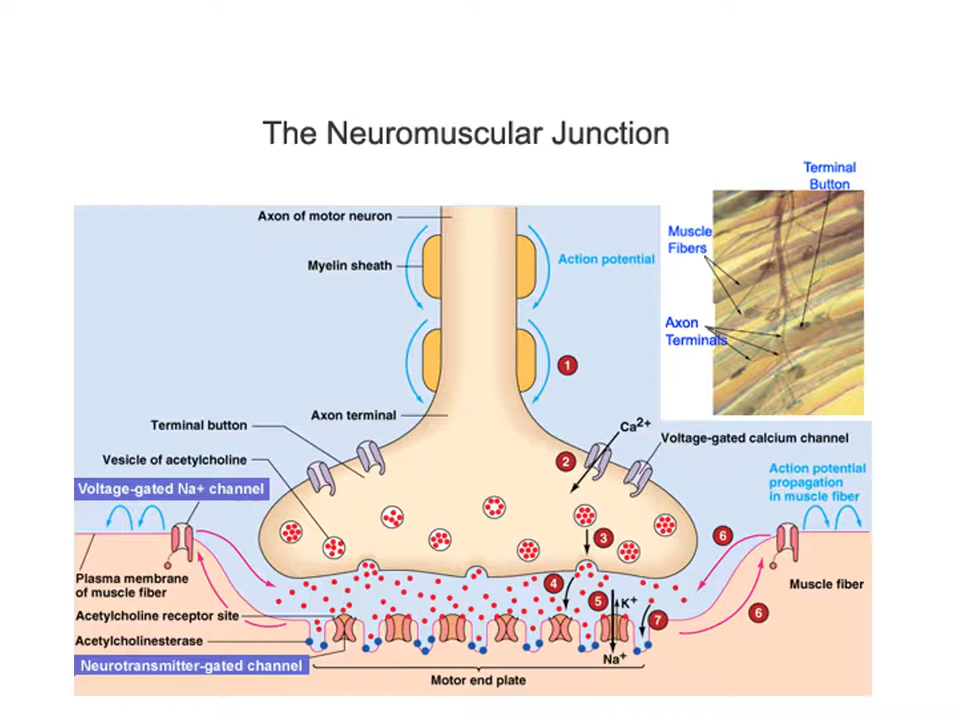 The Neuromuscular Junction
Terminal
Button
Axon of motor neuron
Muscle
Fibers
Myelin sheath
Action potential
Axon
Terminals
1
Axon terminal
Terminal button
Ca2+
Voltage-gated calcium channel
Vesicle of acetylcholine
2
Action potential
propagation
in muscle fiber
Voltage-gated Na+ channel
3
6
Plasma membrane
of muscle fiber
4
Muscle fiber
5
K+
6
Acetylcholine receptor site
7
Acetylcholinesterase
Neurotransmitter-gated channel
Na+
Motor end plate